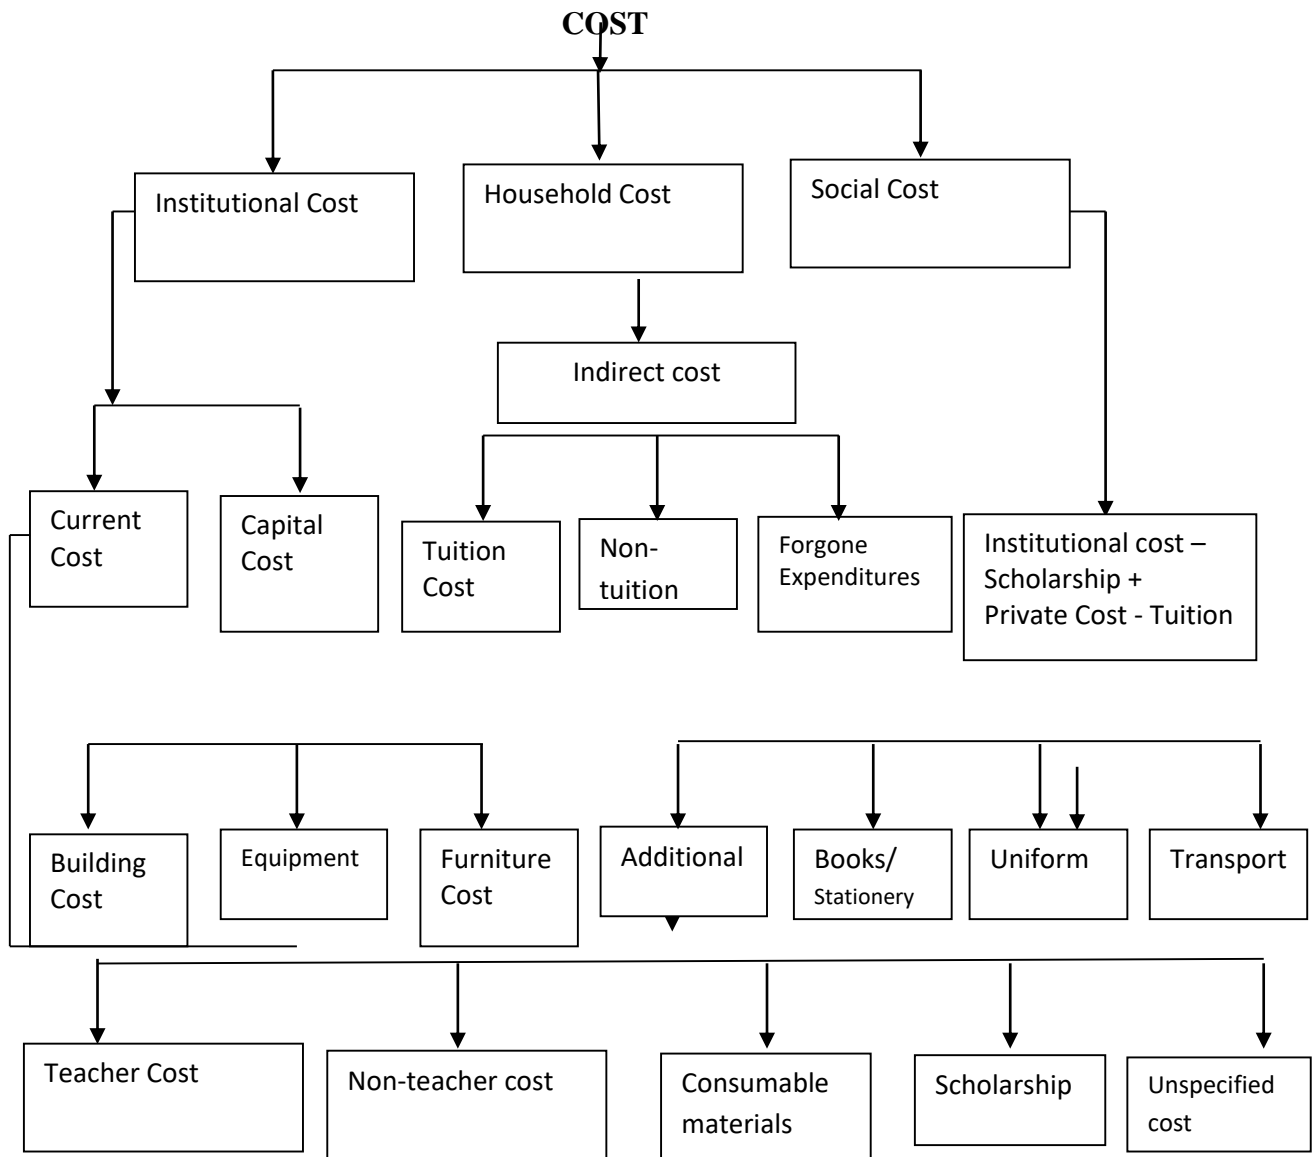 COST
Institutional Cost
Household Cost
Social Cost
Indirect cost
Current
Cost
Capital
Cost
Tuition
Cost
Non-
tuition
Forgone
Expenditures
Institutional cost –
Scholarship +
Private Cost - Tuition
Building
Cost
Equipment
Furniture
Cost
Additional
Books/
Stationery
Uniform
Transport
Teacher Cost
Non-teacher cost
Consumable
materials
Scholarship
Unspecified
cost